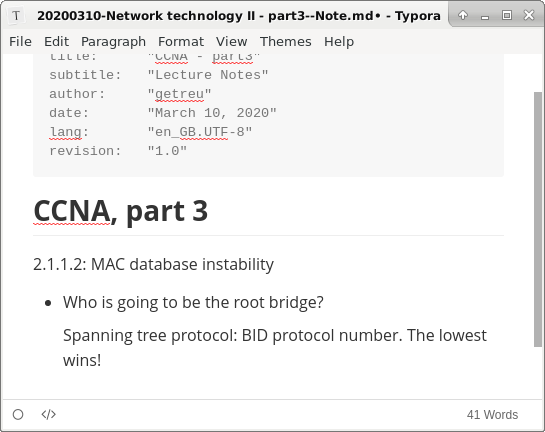 20200310-Network technology II - part3--Note.md• - Typora
File Edit Paragraph Format View Themes Help
title: "CCNA - part3"
subtitle: "Lecture Notes"
author: "getreu"
date: "March 10, 2020"
lang: "en_GB.UTF-8"
revision: "1.0"
CCNA, part 3
2.1.1.2: MAC database instability
• Who is going to be the root bridge?
Spanning tree protocol: BID protocol number. The lowest
wins!
</> 41 Words